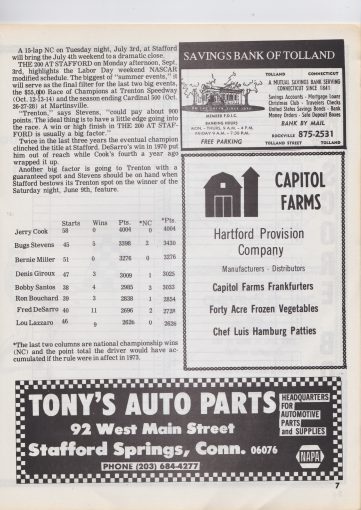 A 15-lap NC on Tuesday night, July 3rd, at Stafford
will bring the July 4th weekend to a dramatic close.
THE 200 AT STAFFORD on Monday afternoon, Sept.
3rd, highlights the Labor Day weekend NASCAR
modified schedule. The biggest of "summer events," it
will serve as the final filter for the last two big events,
the $55,000 Race of Champions at Trenton Speedway
(Oct. 12-13-14) and the season ending Cardinal 500 (Oct.
26-27-28) at Martinsville.
"Trenton," says Stevens, "could pay 900
points. The ideal thing is to have a little edge going into
the race. A win or high finish in THE 200 AT STAF-
FORD is usually a big factor."
Twice in the last three years the eventual champion
clinched the title at Stafford. DeSarro's win in 1970 put
him out of reach while Cook's fourth a year ago
wrapped it up.
Another big factor is going to Trenton with a
guaranteed spot and Stevens should be on hand when
Stafford bestows its Trenton spot on the winner of the
Saturday night, June 9th, feature.
Starts Wins Pts. *NC *Pts.
Jerry Cook 58 0 4004 0 4004
Bugs Stevens 45 5 3398 2 3430
Bernie Miller 51 0 3276 0 3276
Denis Giroux 47 3 3009 1 3025
Bobby Santos 38 4 2985 3 3033
Ron Bouchard 39 3 2838 1 2854
Fred DeSarro 40 11 2696 2 2728
Lou Lazzaro 46 9 2626 0 2626
*The last two columns are national championship wins
(NC) and the point total the driver would have ac-
cumulated if the rule were in affect in 1973.
SAVINGS BANK OF TOLLAND
TOLLAND CONNECTICUT
A MUTUAL SAVINGS BANK SERVING
CONNECTICUT SINCE 1841
Savings Accounts - Mortgage Loans
Christmas Club - Travelers Checks
United States Savings Bonds - Bank
Money Orders - Safe Deposit Boxes
BANK BY MAIL
ROCKVILLE 875-2531
TOLLAND STREET TOLLAND
MEMBER F.D.I.C.
BANKING HOURS
MON. - THURS. 9 A.M. - 4 P.M.
FRIDAY 9 A.M. - 7:30 P.M.
FREE PARKING
CAPITOL
FARMS
Hartford Provision
Company
Manufacturers - Distributors
Capitol Farms Frankfurters
Forty Acre Frozen Vegetables
Chef Luis Hamburg Patties
TONY'S AUTO PARTS
92 West Main Street
Stafford Springs, Conn. 06076
PHONE (203) 684-4277
HEADQUARTERS
FOR
AUTOMOTIVE
PARTS
and SUPPLIES
NAPA
7